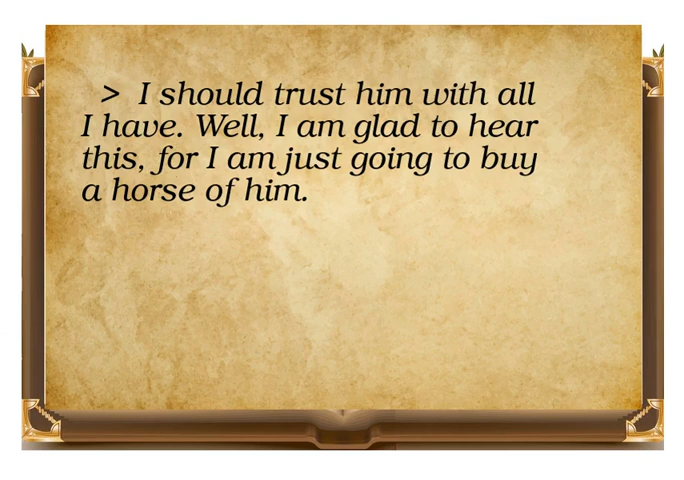 > I should trust him with all
I have. Well, I am glad to hear
this, for I am just going to buy
a horse of him.